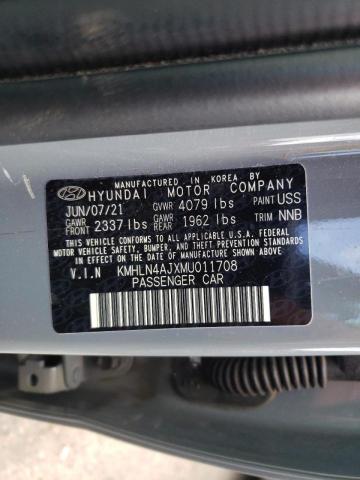 MANUFACTURED IN KOREA BY
HYUNDAI MOTOR COMPANY
JUN/07/21 GVWR 4079 lbs PAINT USS
GAWR FRONT 2337 lbs GAWR REAR 1962 lbs TRIM NNB
THIS VEHICLE CONFORMS TO ALL APPLICABLE U.S.A FEDERAL
MOTOR VEHICLE SAFETY, BUMPER, AND THEFT PREVENTION
STANDARDS IN EFFECT ON THE DATE OF MANUFACTURE SHOWN ABOVE.
V.I.N KMHLN4AJXMU011708
PASSENGER CAR